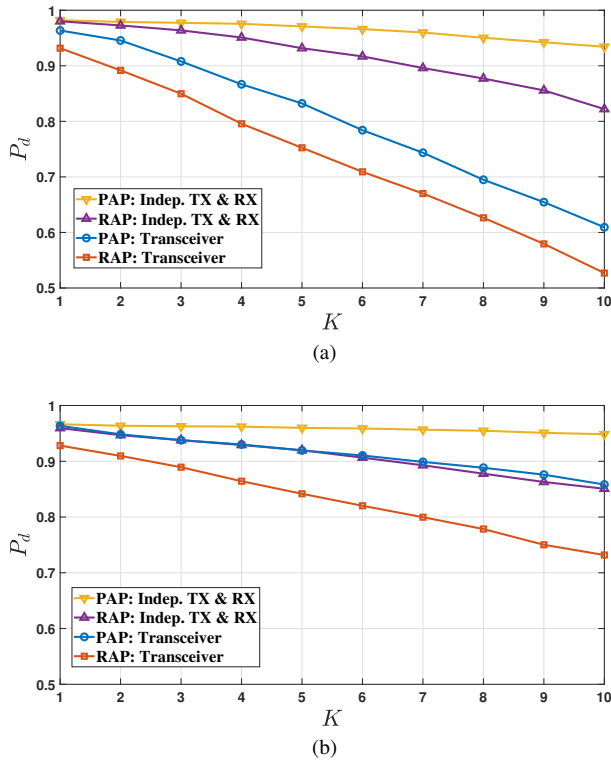 1
0.9
0.8
0.7
0.6
0.5
P_d
PAP: Indep. TX & RX
RAP: Indep. TX & RX
PAP: Transceiver
RAP: Transceiver
1 2 3 4 5 6 7 8 9 10
K
(a)
1
0.9
0.8
0.7
0.6
0.5
P_d
PAP: Indep. TX & RX
RAP: Indep. TX & RX
PAP: Transceiver
RAP: Transceiver
1 2 3 4 5 6 7 8 9 10
K
(b)